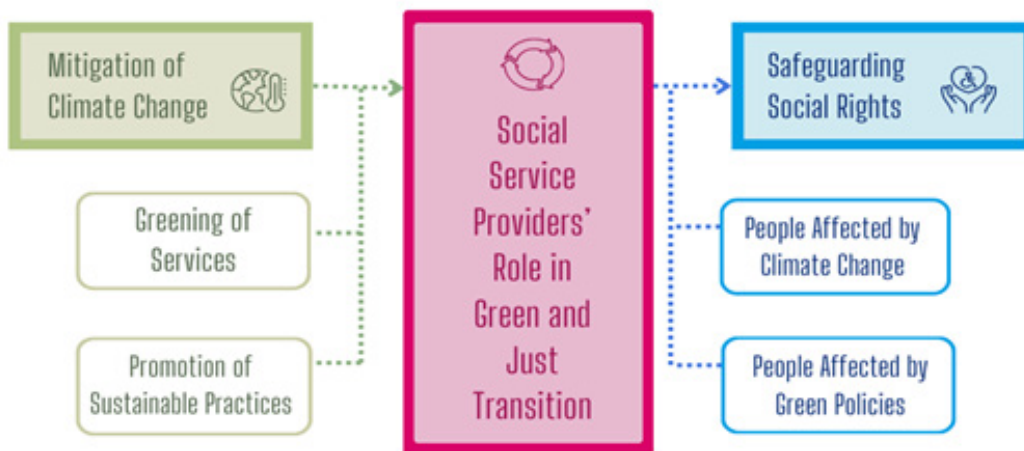 Mitigation of
Climate Change
Greening of
Services
Promotion of
Sustainable Practices
Social
Service
Providers’
Role in
Green and
Just
Transition
Safeguarding
Social Rights
People Affected by
Climate Change
People Affected by
Green Policies